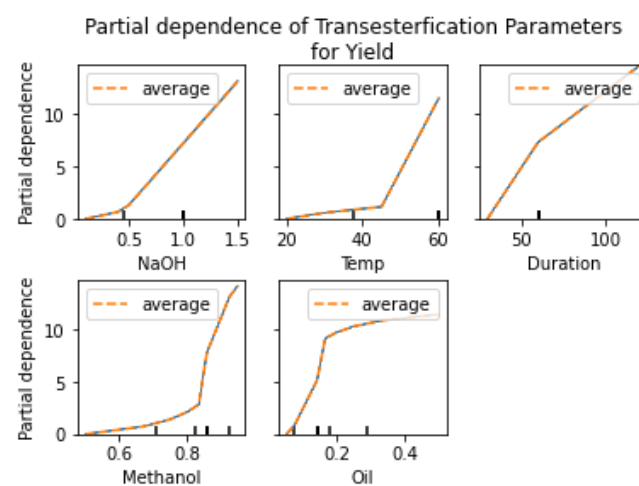 Partial dependence of Transesterfication Parameters
for Yield
Partial dependence
10
5
0
average
0.5 1.0 1.5
NaOH
average
20 40 60
Temp
average
50 100
Duration
Partial dependence
10
5
0
average
0.6 0.8
Methanol
average
0.2 0.4
Oil